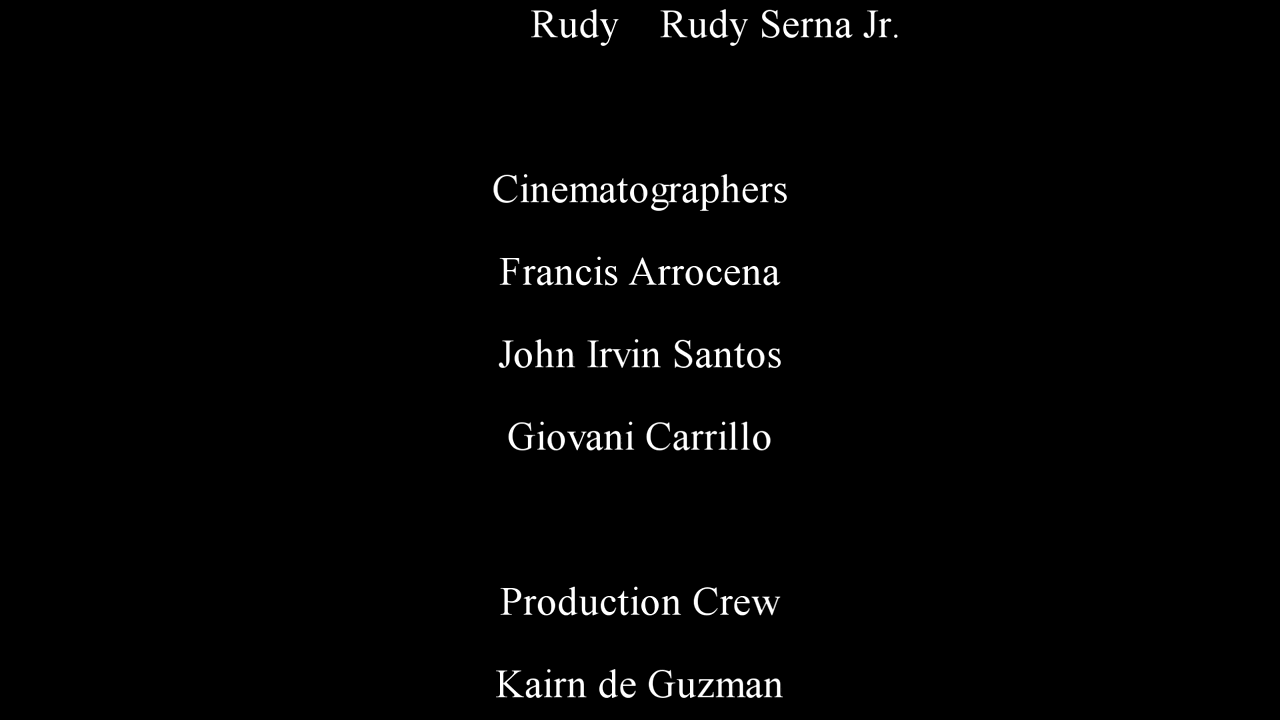 Rudy Rudy Serna Jr.
Cinematographers
Francis Arrocena
John Irvin Santos
Giovani Carrillo
Production Crew
Kairn de Guzman